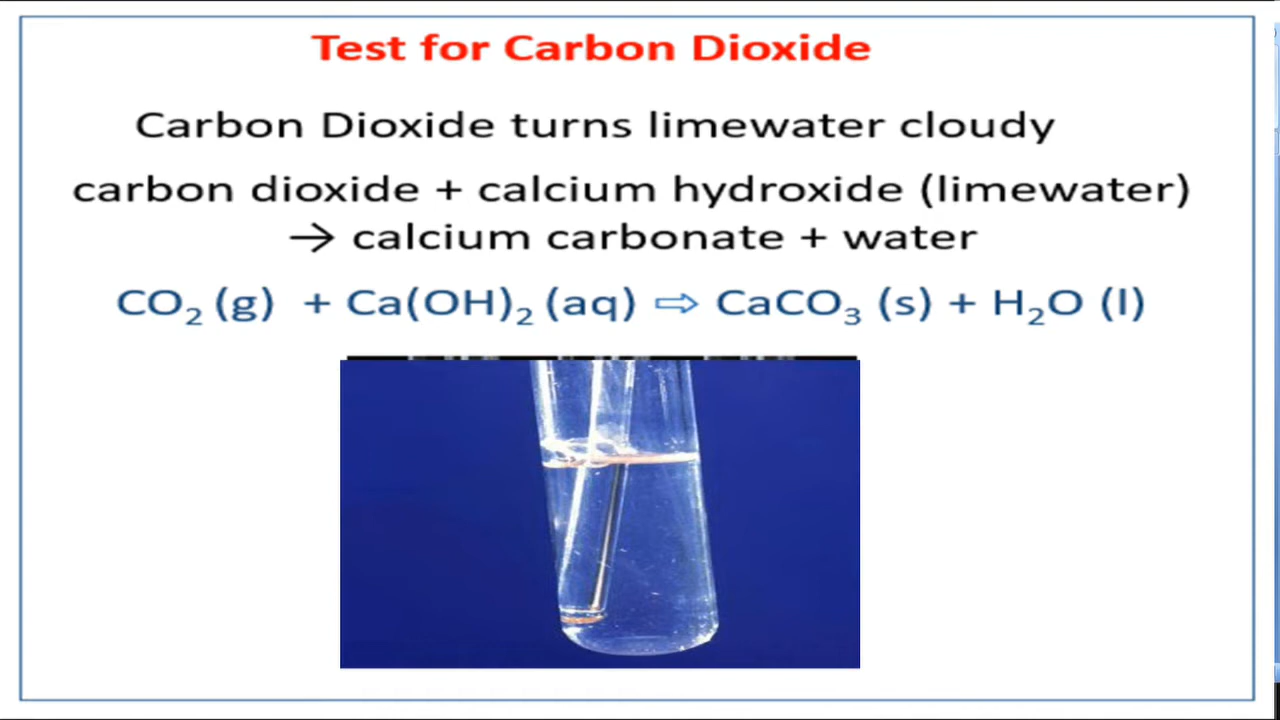 Test for Carbon Dioxide
Carbon Dioxide turns limewater cloudy
carbon dioxide + calcium hydroxide (limewater)
→ calcium carbonate + water
CO₂ (g) + Ca(OH)₂ (aq) ⇨ CaCO₃ (s) + H₂O (l)